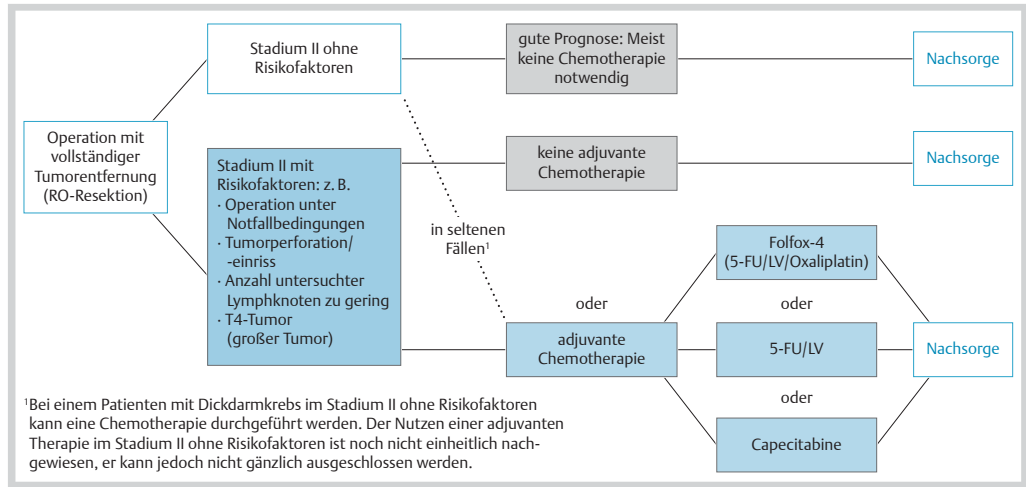 Stadium II ohne
Risikofaktoren
gute Prognose: Meist
keine Chemotherapie
notwendig
Nachsorge
Operation mit
vollständiger
Tumorentfernung
(RO-Resektion)
Stadium II mit
Risikofaktoren: z. B.
· Operation unter
Notfallbedingungen
· Tumorperforation/
-einriss
· Anzahl untersuchter
Lymphknoten zu gering
· T4-Tumor
(großer Tumor)
keine adjuvante
Chemotherapie
Nachsorge
in seltenen
Fällen¹
oder
adjuvante
Chemotherapie
Folfox-4
(5-FU/LV/Oxaliplatin)
oder
5-FU/LV
oder
Capecitabine
Nachsorge
¹Bei einem Patienten mit Dickdarmkrebs im Stadium II ohne Risikofaktoren
kann eine Chemotherapie durchgeführt werden. Der Nutzen einer adjuvanten
Therapie im Stadium II ohne Risikofaktoren ist noch nicht einheitlich nach-
gewiesen, er kann jedoch nicht gänzlich ausgeschlossen werden.